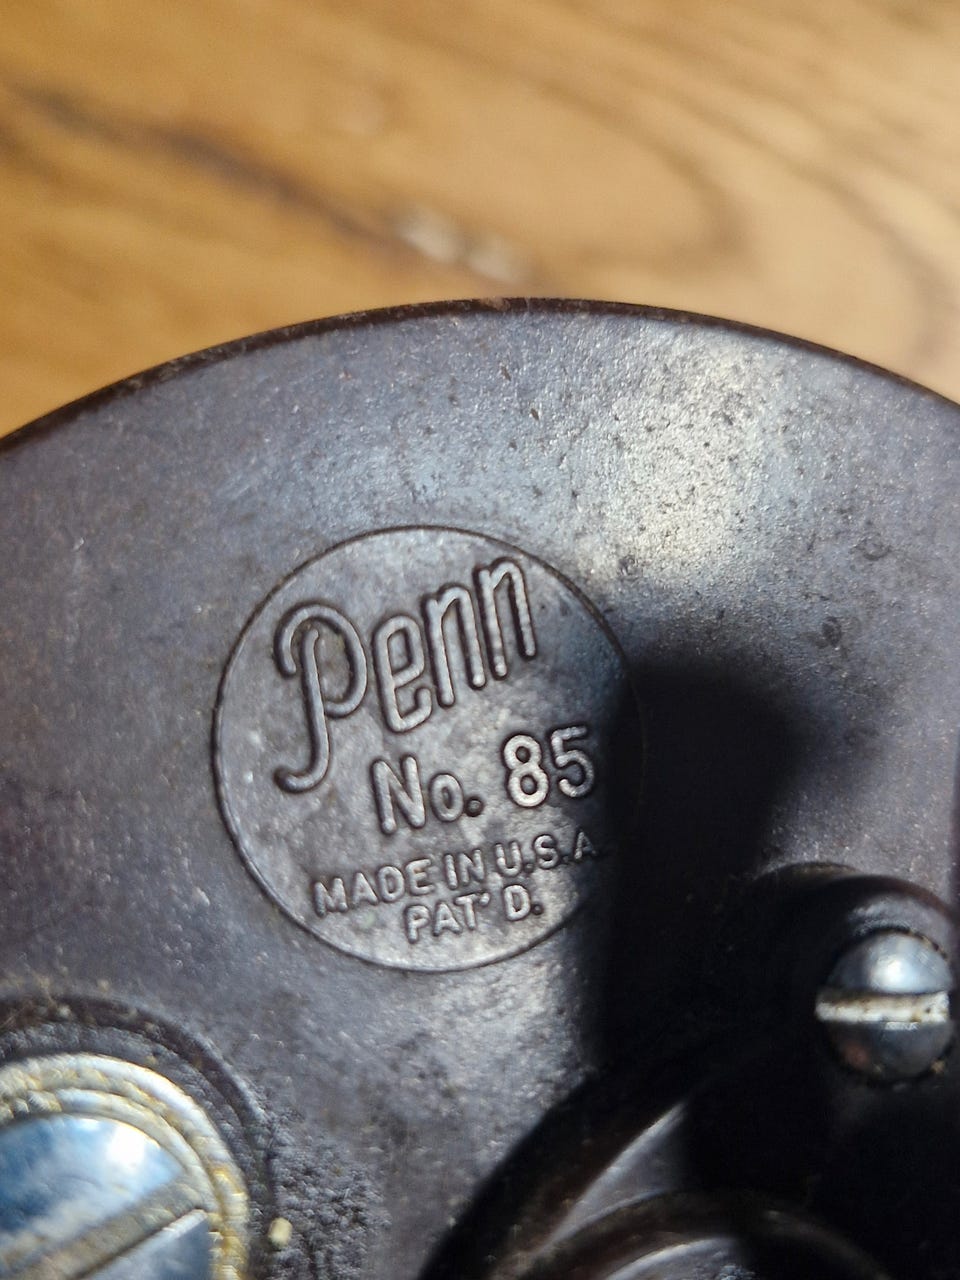 Penn
No. 85
MADE IN U.S.A.
PAT' D.